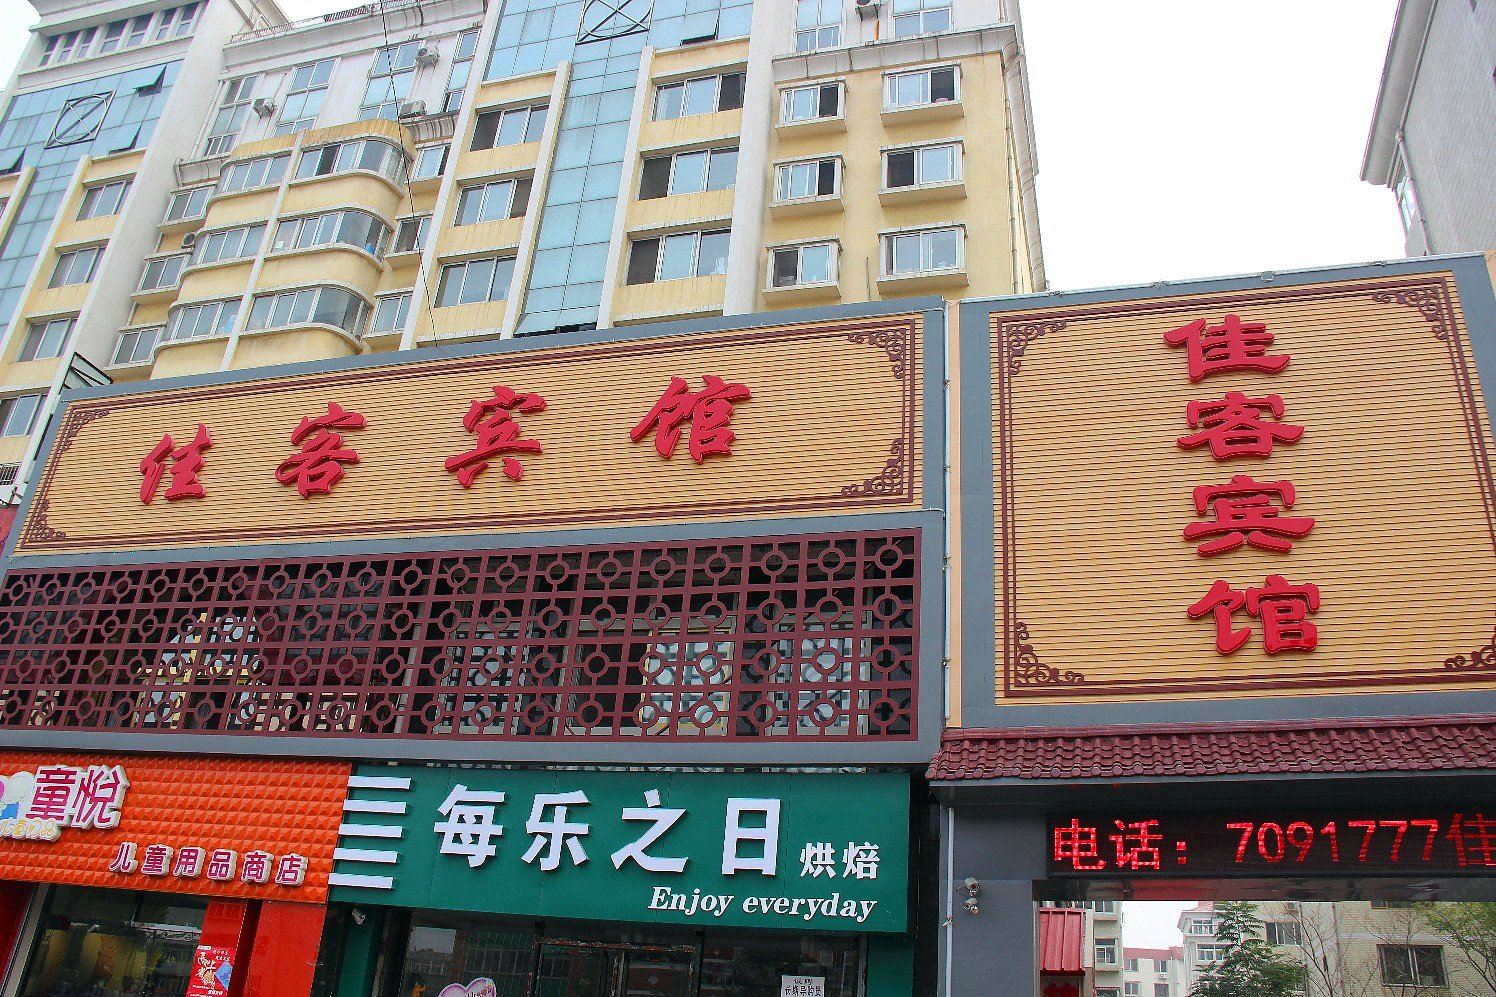 佳客宾馆
佳
客
宾
馆
童悦
儿童用品商店
每乐之日 烘焙
Enjoy everyday
电话：7091777佳